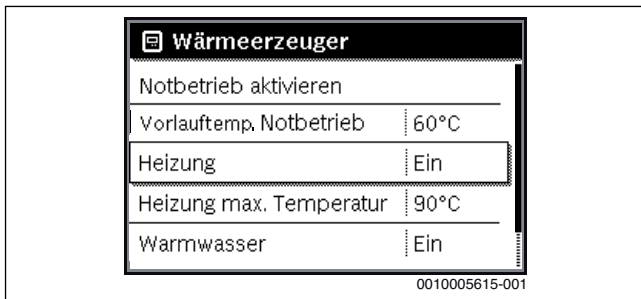 Wärmeerzeuger
Notbetrieb aktivieren
Vorlauftemp. Notbetrieb 60°C
Heizung Ein
Heizung max. Temperatur 90°C
Warmwasser Ein
0010005615-001